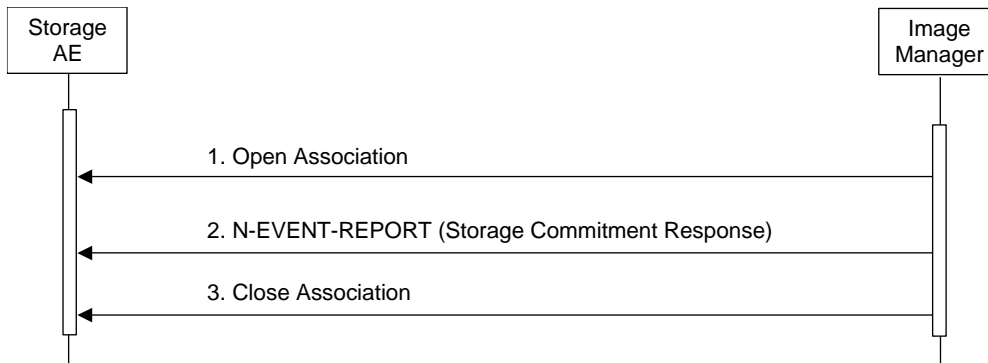 Storage
AE
Image
Manager
1. Open Association
2. N-EVENT-REPORT (Storage Commitment Response)
3. Close Association